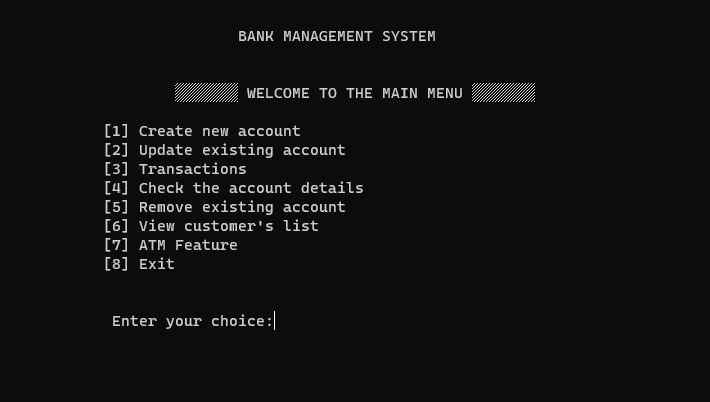 BANK MANAGEMENT SYSTEM
WELCOME TO THE MAIN MENU
[1] Create new account
[2] Update existing account
[3] Transactions
[4] Check the account details
[5] Remove existing account
[6] View customer's list
[7] ATM Feature
[8] Exit
Enter your choice: